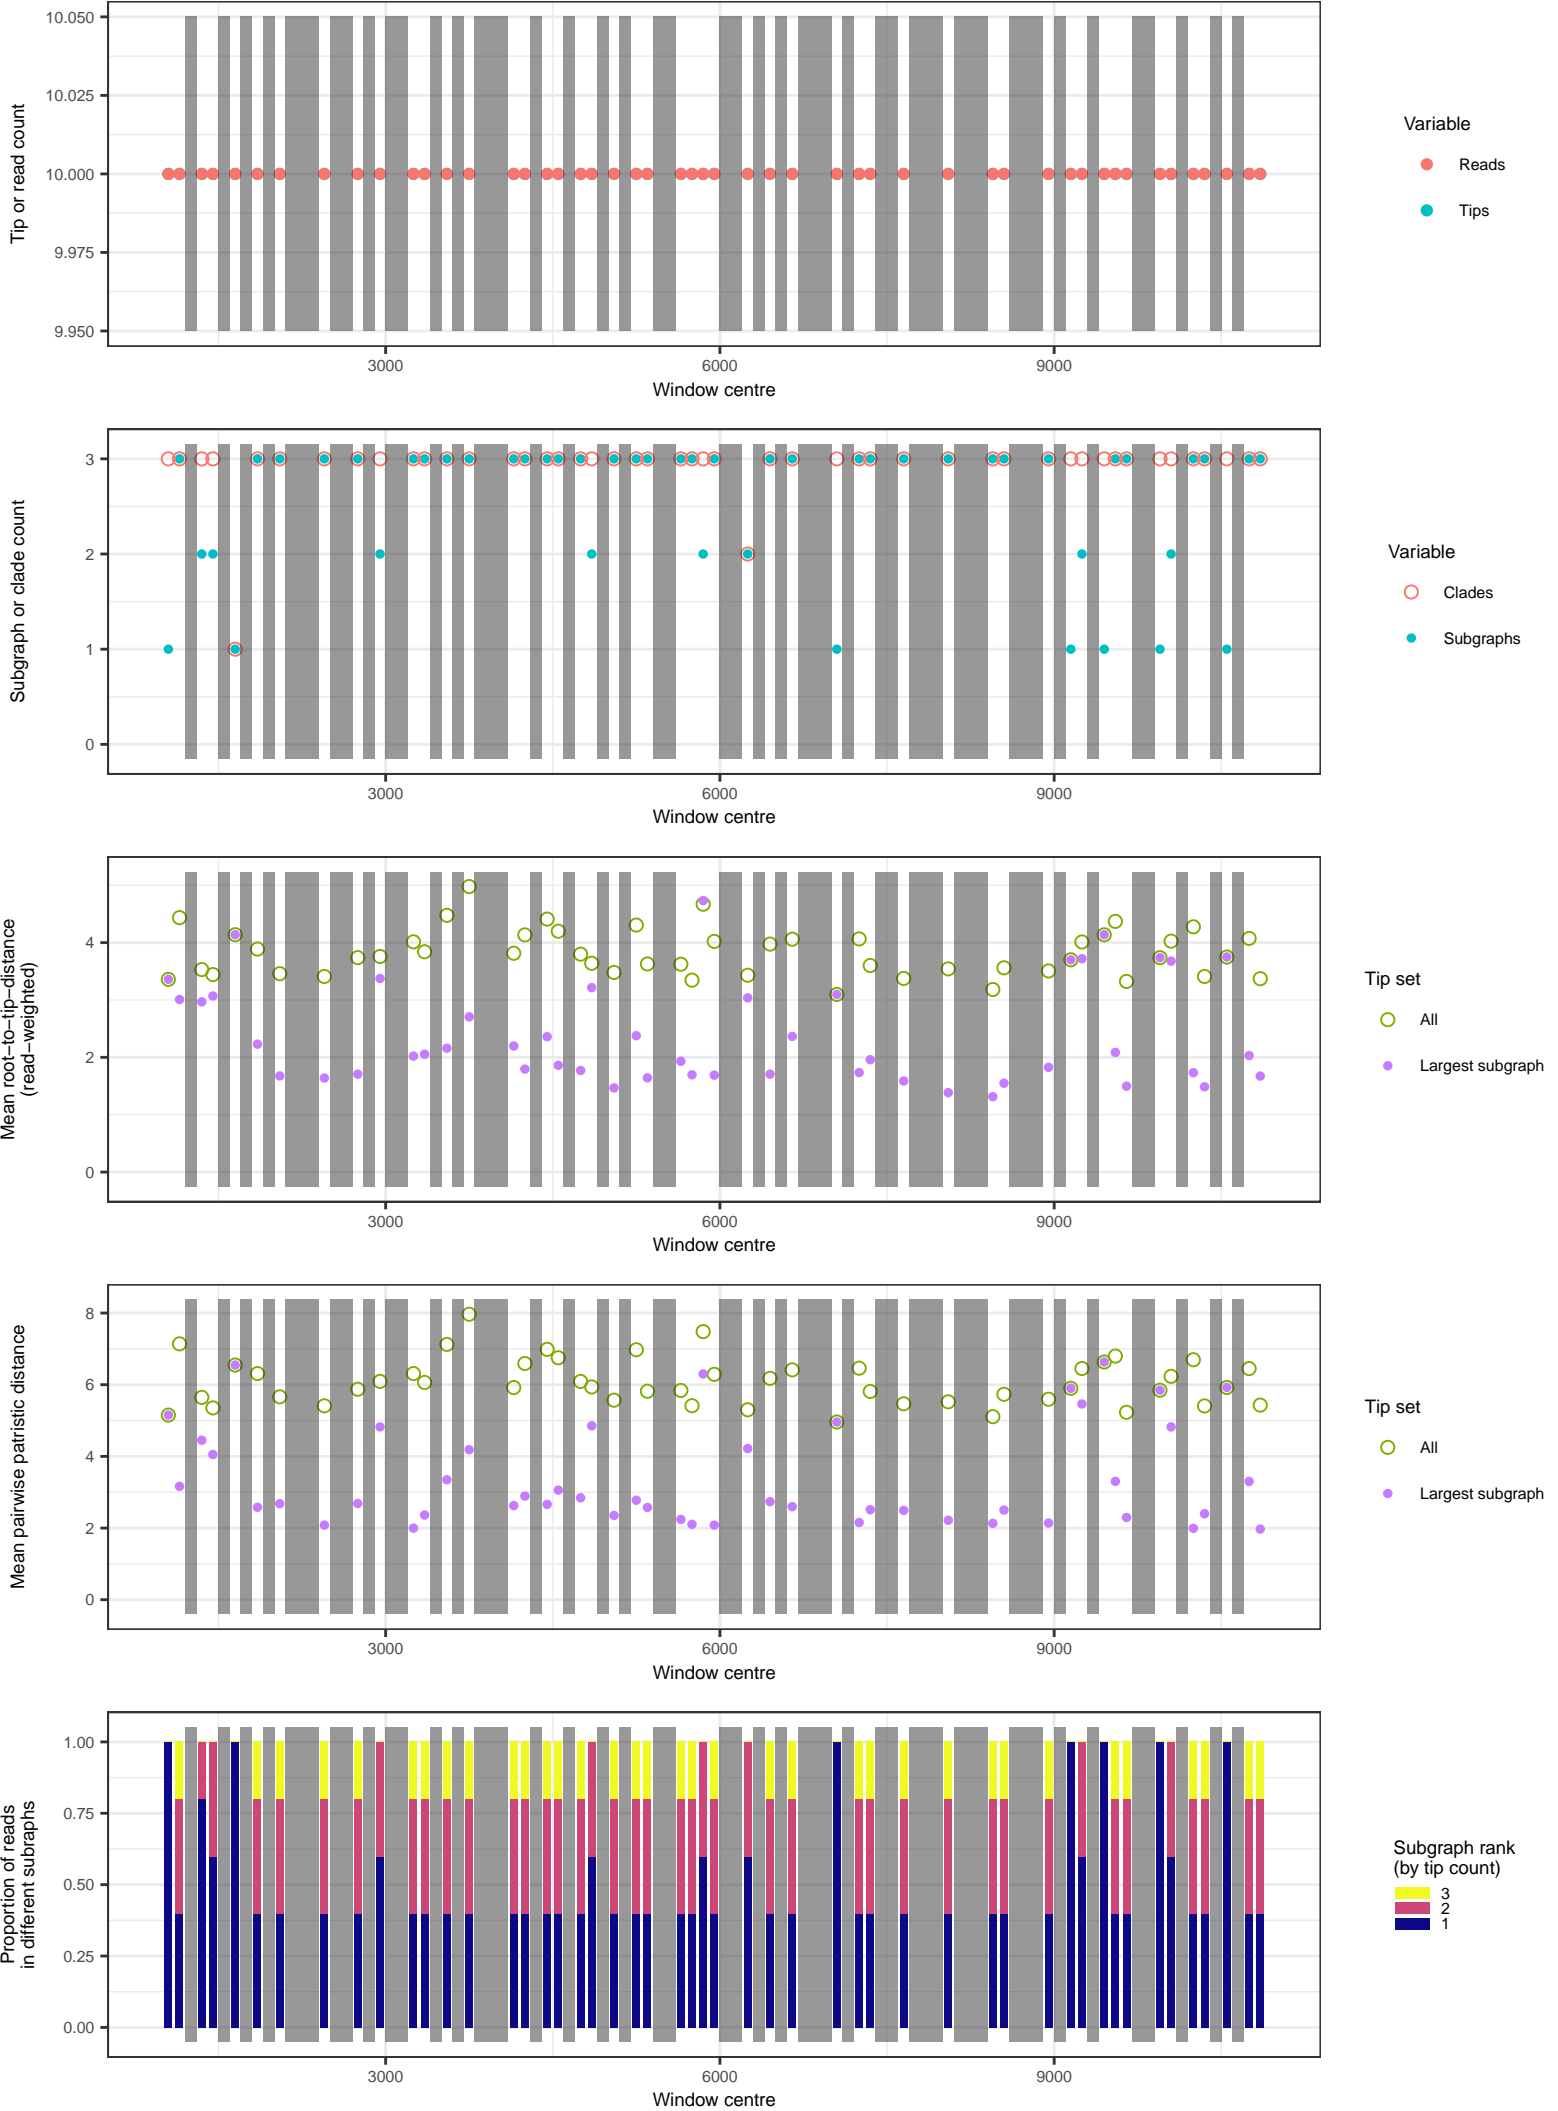 10.050
10.025
10.000
9.975
9.950
Tip or read count
3000 6000 9000
Window centre
Variable
Reads
Tips
3
2
1
0
Subgraph or clade count
3000 6000 9000
Window centre
Variable
Clades
Subgraphs
4
2
0
Mean root−to−tip−distance
(read−weighted)
3000 6000 9000
Window centre
Tip set
All
Largest subgraph
8
6
4
2
0
Mean pairwise patristic distance
3000 6000 9000
Window centre
Tip set
All
Largest subgraph
1.00
0.75
0.50
0.25
0.00
Proportion of reads
in different subraphs
3000 6000 9000
Window centre
Subgraph rank
(by tip count)
3
2
1